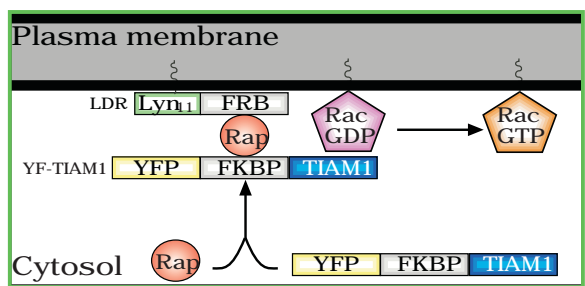 Plasma membrane
LDR Lyn11 FRB
Rac GDP
Rac GTP
Rap
YF-TIAM1 YFP FKBP TIAM1
Cytosol Rap YFP FKBP TIAM1